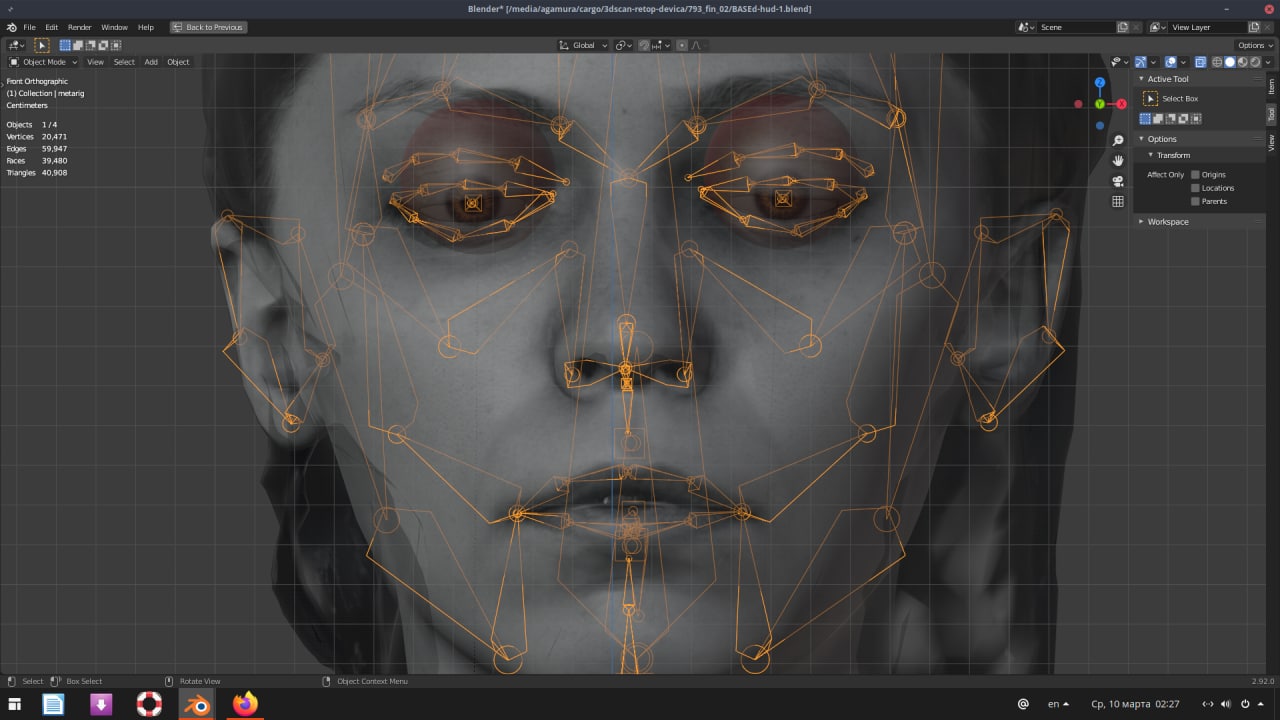 Blender* [/media/agamura/cargo/3dscan-retop-device/793_fin_02/BASEd-hud-1.blend]
File Edit Render Window Help Back to Previous
Scene
View Layer
Global
Options
Object Mode View Select Add Object
Front Orthographic
(1) Collection | metarig
Centimeters
Objects 1 / 4
Vertices 20,471
Edges 59,947
Faces 39,480
Triangles 40,908
Z
Y
X
Active Tool
Select Box
Options
Transform
Affect Only Origins
Locations
Parents
Workspace
Item
Tool
View
Select Box Select Rotate View Object Context Menu
2.92.0
en Ср, 10 марта 02:27